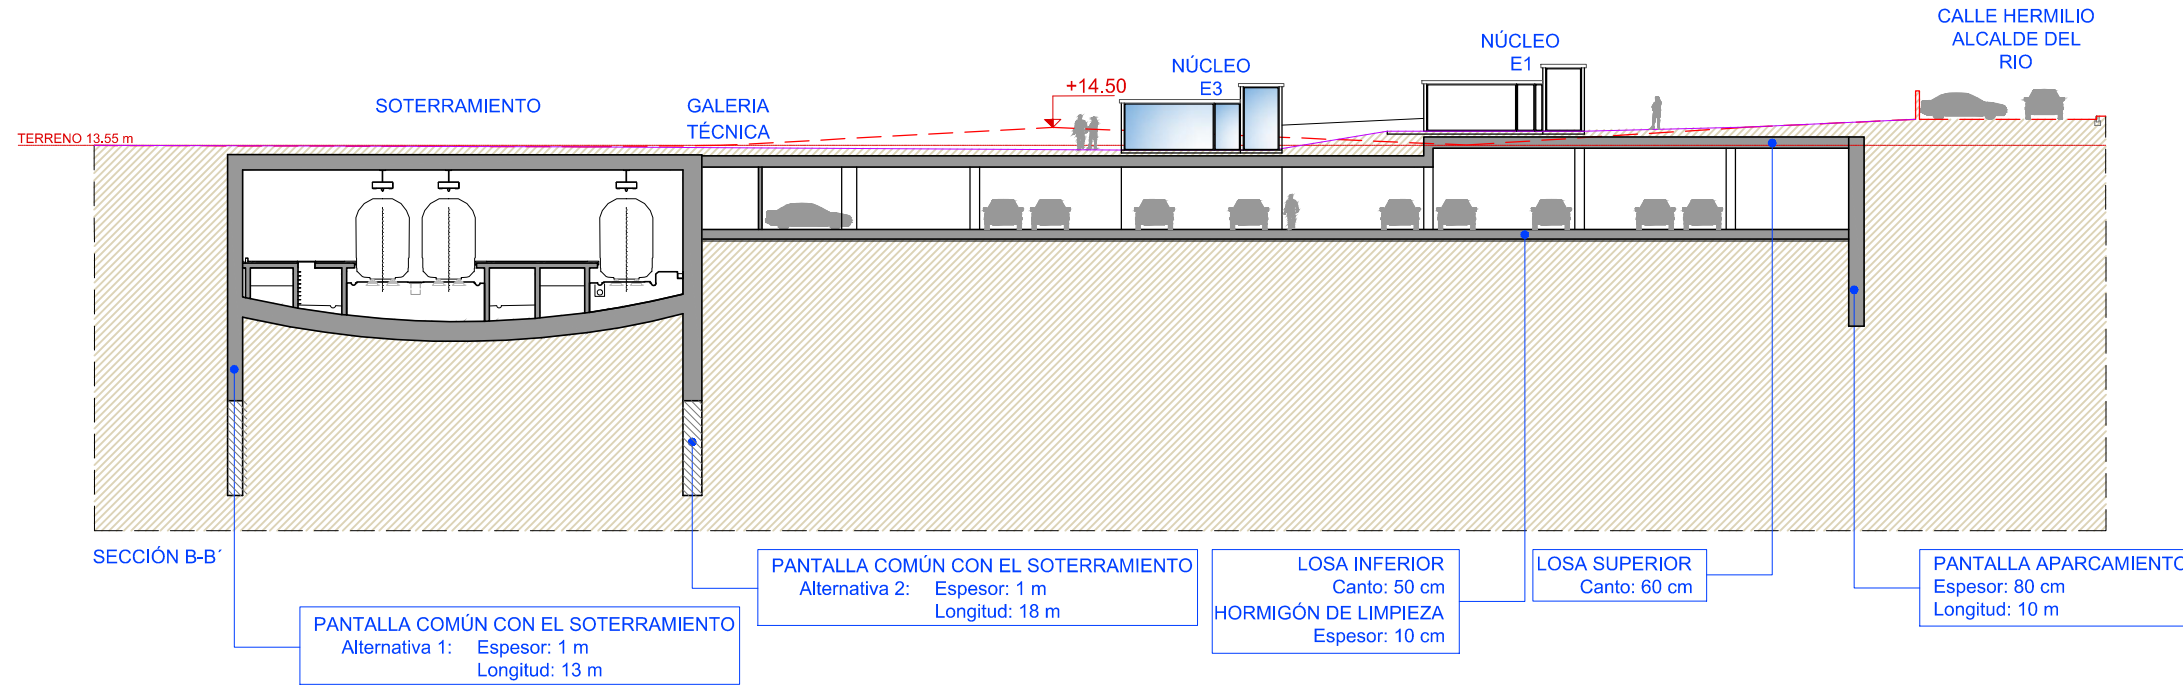 CALLE HERMILIO
ALCALDE DEL
RIO
NÚCLEO
E1
NÚCLEO
E3
+14.50
SOTERRAMIENTO
GALERIA
TÉCNICA
TERRENO 13.55 m
SECCIÓN B-B´
PANTALLA COMÚN CON EL SOTERRAMIENTO
Alternativa 1: Espesor: 1 m
Longitud: 13 m
PANTALLA COMÚN CON EL SOTERRAMIENTO
Alternativa 2: Espesor: 1 m
Longitud: 18 m
LOSA INFERIOR
Canto: 50 cm
HORMIGÓN DE LIMPIEZA
Espesor: 10 cm
LOSA SUPERIOR
Canto: 60 cm
PANTALLA APARCAMIENTO
Espesor: 80 cm
Longitud: 10 m